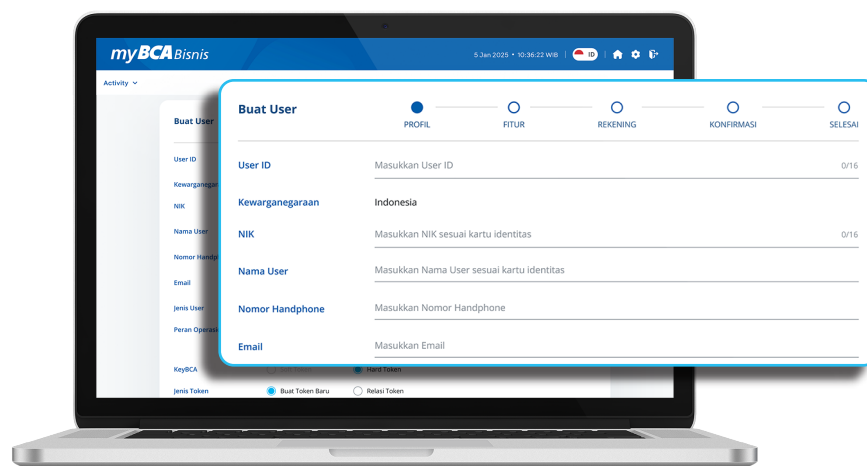 myBCA Bisnis
5 Jan 2025 • 10:36:22 WIB | ID
Activity
Buat User
User ID
Kewarganegar
NIK
Nama User
Nomor Handp
Email
Jenis User
Peran Operasi
KeyBCA Hard Token
Jenis Token Buat Token Baru Relasi Token
Buat User
PROFIL FITUR REKENING KONFIRMASI SELESAI
User ID Masukkan User ID 0/16
Kewarganegaraan Indonesia
NIK Masukkan NIK sesuai kartu identitas 0/16
Nama User Masukkan Nama User sesuai kartu identitas
Nomor Handphone Masukkan Nomor Handphone
Email Masukkan Email